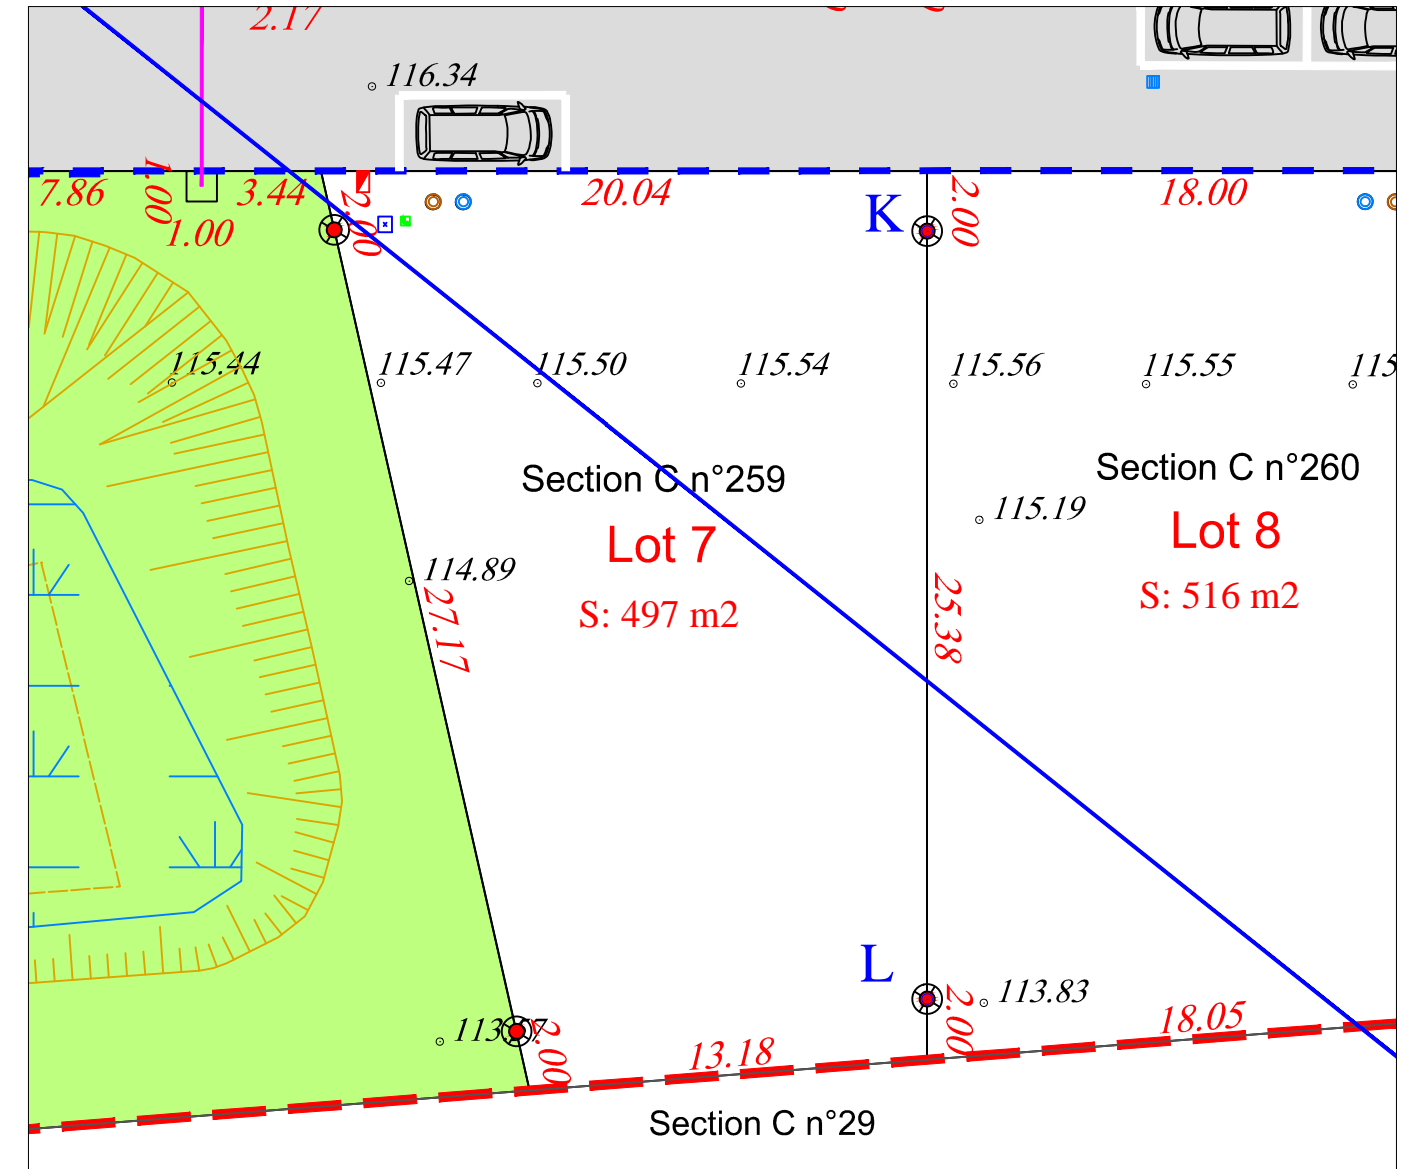 2.17
116.34
7.86
1.00
3.44
1.00
2.00
20.04
K
2.00
18.00
115.44
115.47
115.50
115.54
115.56
115.55
Section C n°259
Section C n°260
115.19
Lot 7
Lot 8
114.89
27.17
S: 497 m2
25.38
S: 516 m2
L
2.00
113.83
2.00
13.18
18.05
Section C n°29